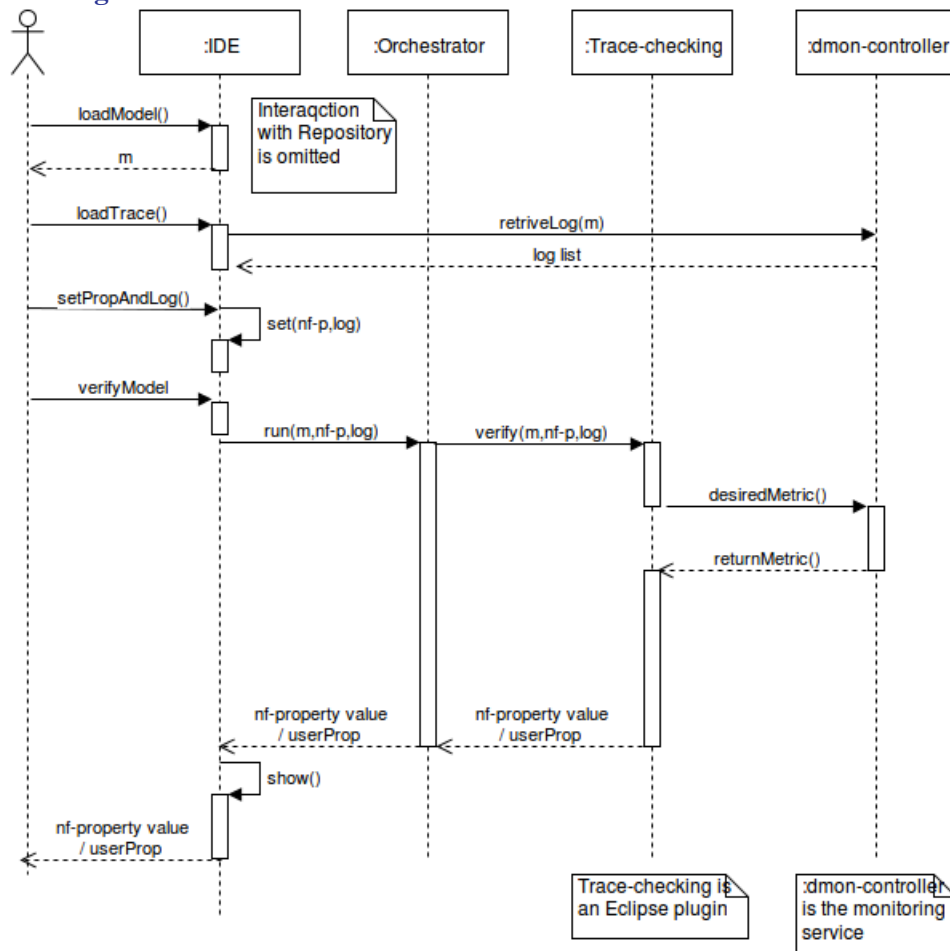 :IDE
:Orchestrator
:Trace-checking
:dmon-controller
loadModel()
Interaqction
with Repository
is omitted
m
loadTrace()
retriveLog(m)
log list
setPropAndLog()
set(nf-p,log)
verifyModel
run(m,nf-p,log)
verify(m,nf-p,log)
desiredMetric()
returnMetric()
nf-property value
/ userProp
nf-property value
/ userProp
show()
nf-property value
/ userProp
Trace-checking is
an Eclipse plugin
:dmon-controller
is the monitoring
service